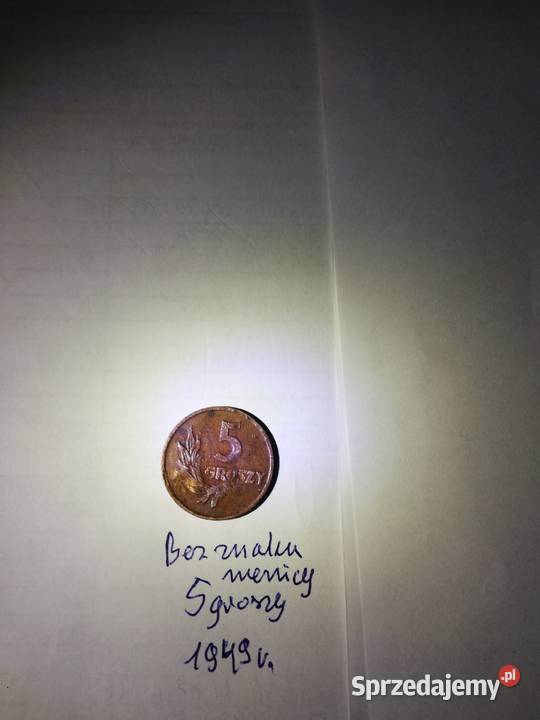 5
GROSZY
Bez znaku
mennicy
5 groszy
1949 r.
Sprzedajemy.pl